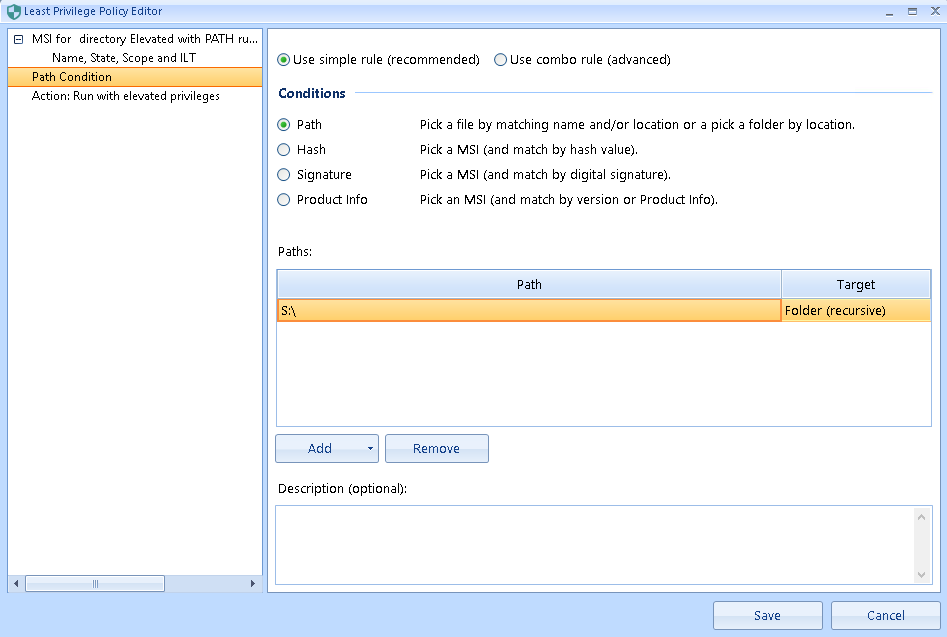 Least Privilege Policy Editor
MSI for  directory Elevated with PATH ru...
Name, State, Scope and ILT
Path Condition
Action: Run with elevated privileges
Use simple rule (recommended) Use combo rule (advanced)
Conditions
Path Pick a file by matching name and/or location or a pick a folder by location.
Hash Pick a MSI (and match by hash value).
Signature Pick a MSI (and match by digital signature).
Product Info Pick an MSI (and match by version or Product Info).
Paths:
Path Target
S:\ Folder (recursive)
Add Remove
Description (optional):
Save Cancel